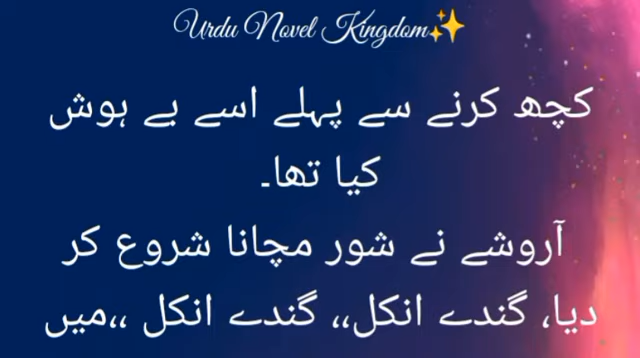 Urdu Novel Kingdom✨
کچھ کرنے سے پہلے اسے بے ہوش
کیا تھا۔
آروشے نے شور مچانا شروع کر
دیا، گندے انکل،، گندے انکل ،،میں